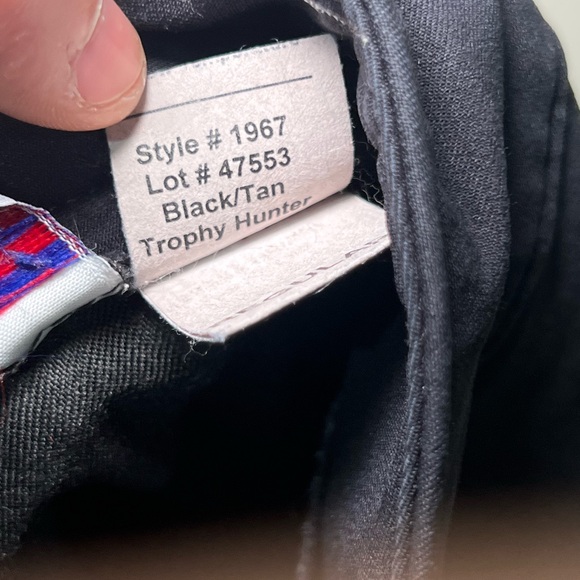 Style # 1967
Lot # 47553
Black/Tan
Trophy Hunter